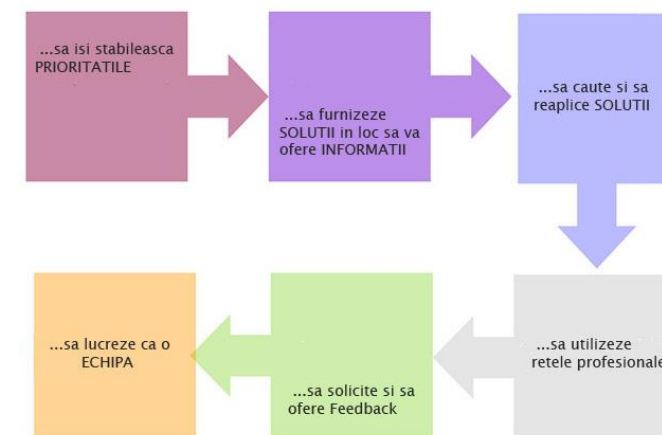 ...sa isi stabileasca
PRIORITATILE
...sa furnizeze
SOLUTII in loc sa va
ofere INFORMATII
...sa caute si sa
reaplice SOLUTII
...sa utilizeze
retele profesionale
...sa solicite si sa
ofere Feedback
...sa lucreze ca o
ECHIPA